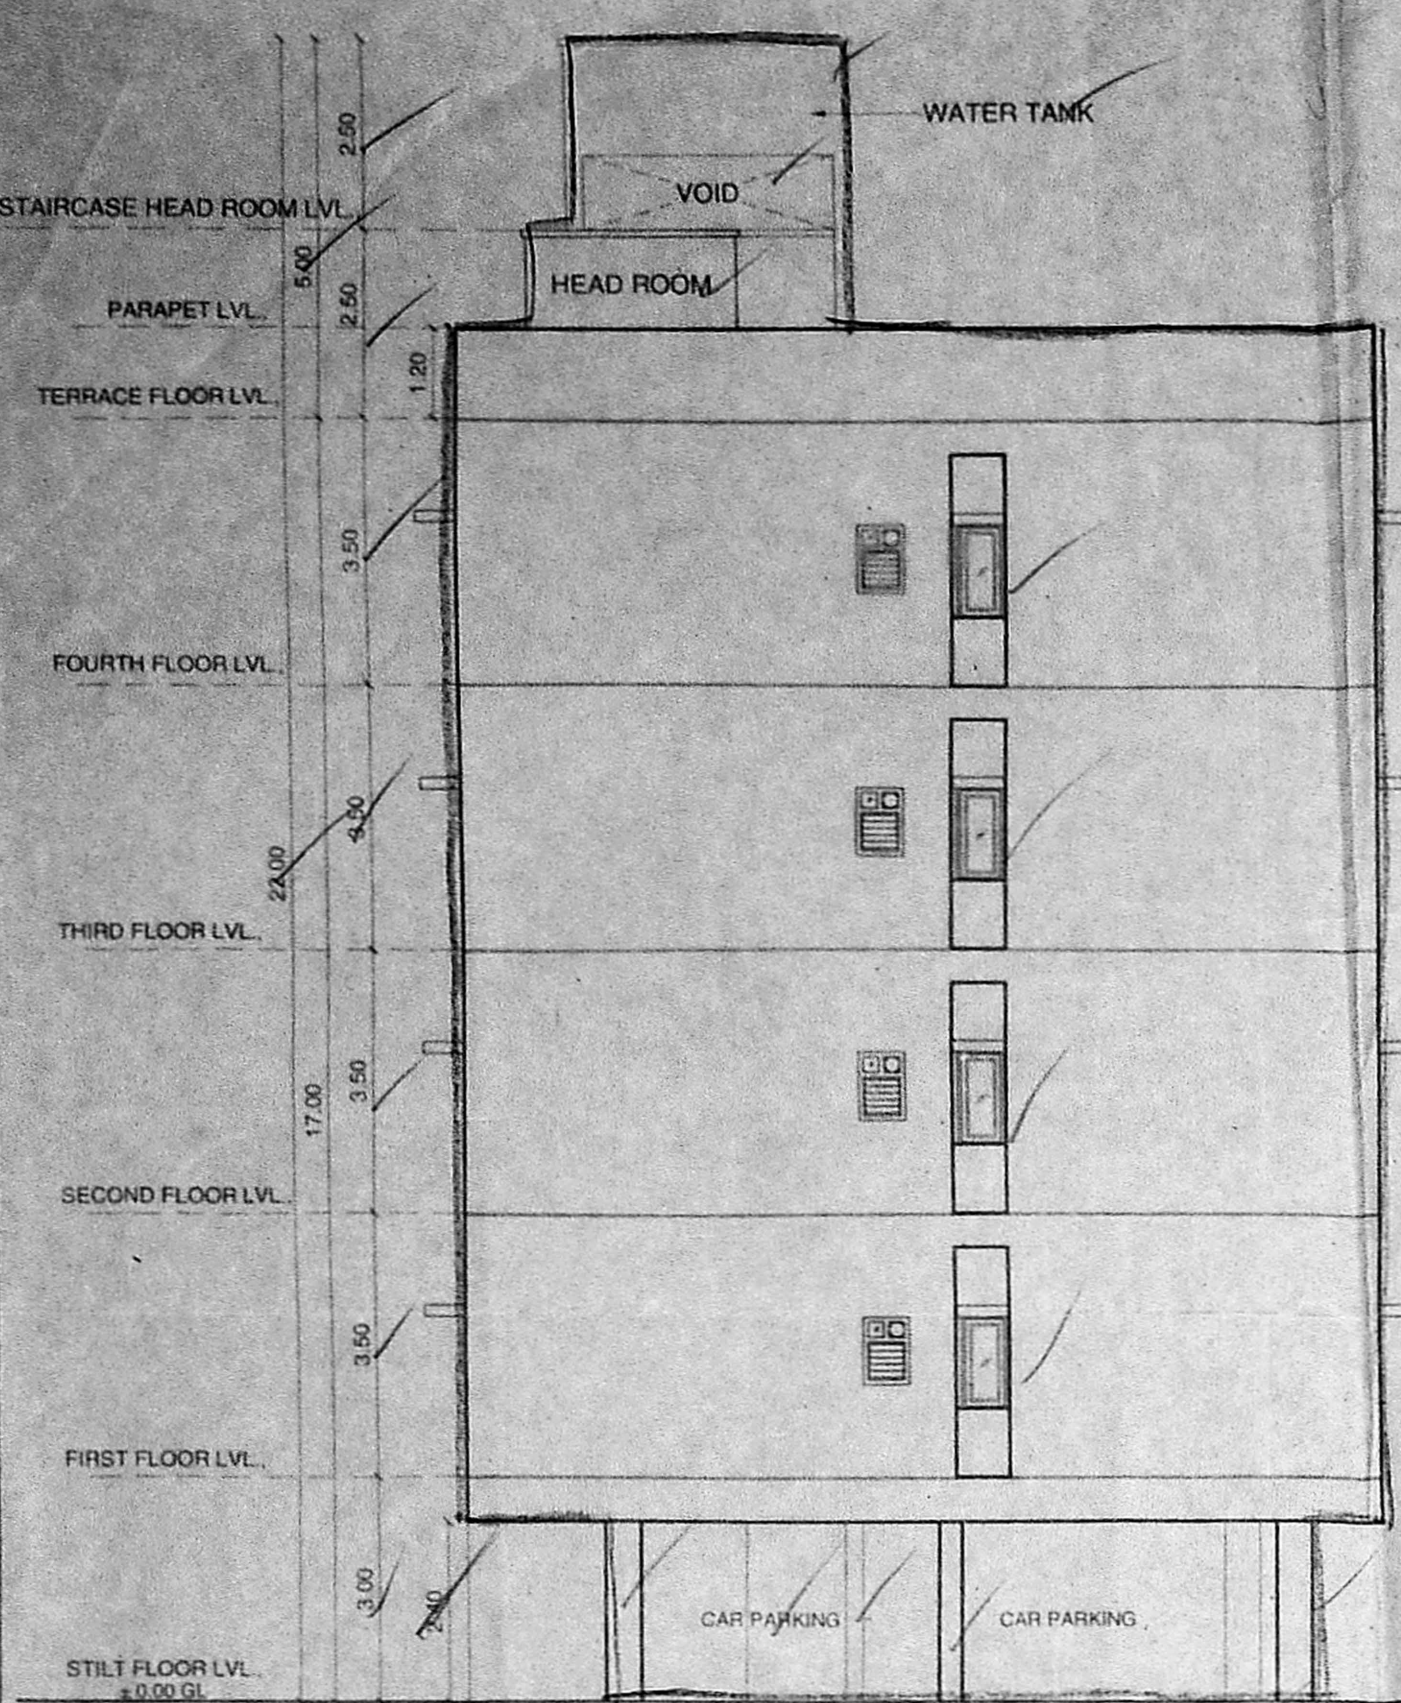 2.50
WATER TANK
VOID
STAIRCASE HEAD ROOM LVL.
5.00
HEAD ROOM
2.50
PARAPET LVL.,
1.20
TERRACE FLOOR LVL.,
3.50
FOURTH FLOOR LVL.,
3.50
22.00
THIRD FLOOR LVL.,
3.50
17.00
SECOND FLOOR LVL.,
3.50
FIRST FLOOR LVL.,
3.00
2.40
CAR PARKING
CAR PARKING
STILT FLOOR LVL.
±0.00 GL